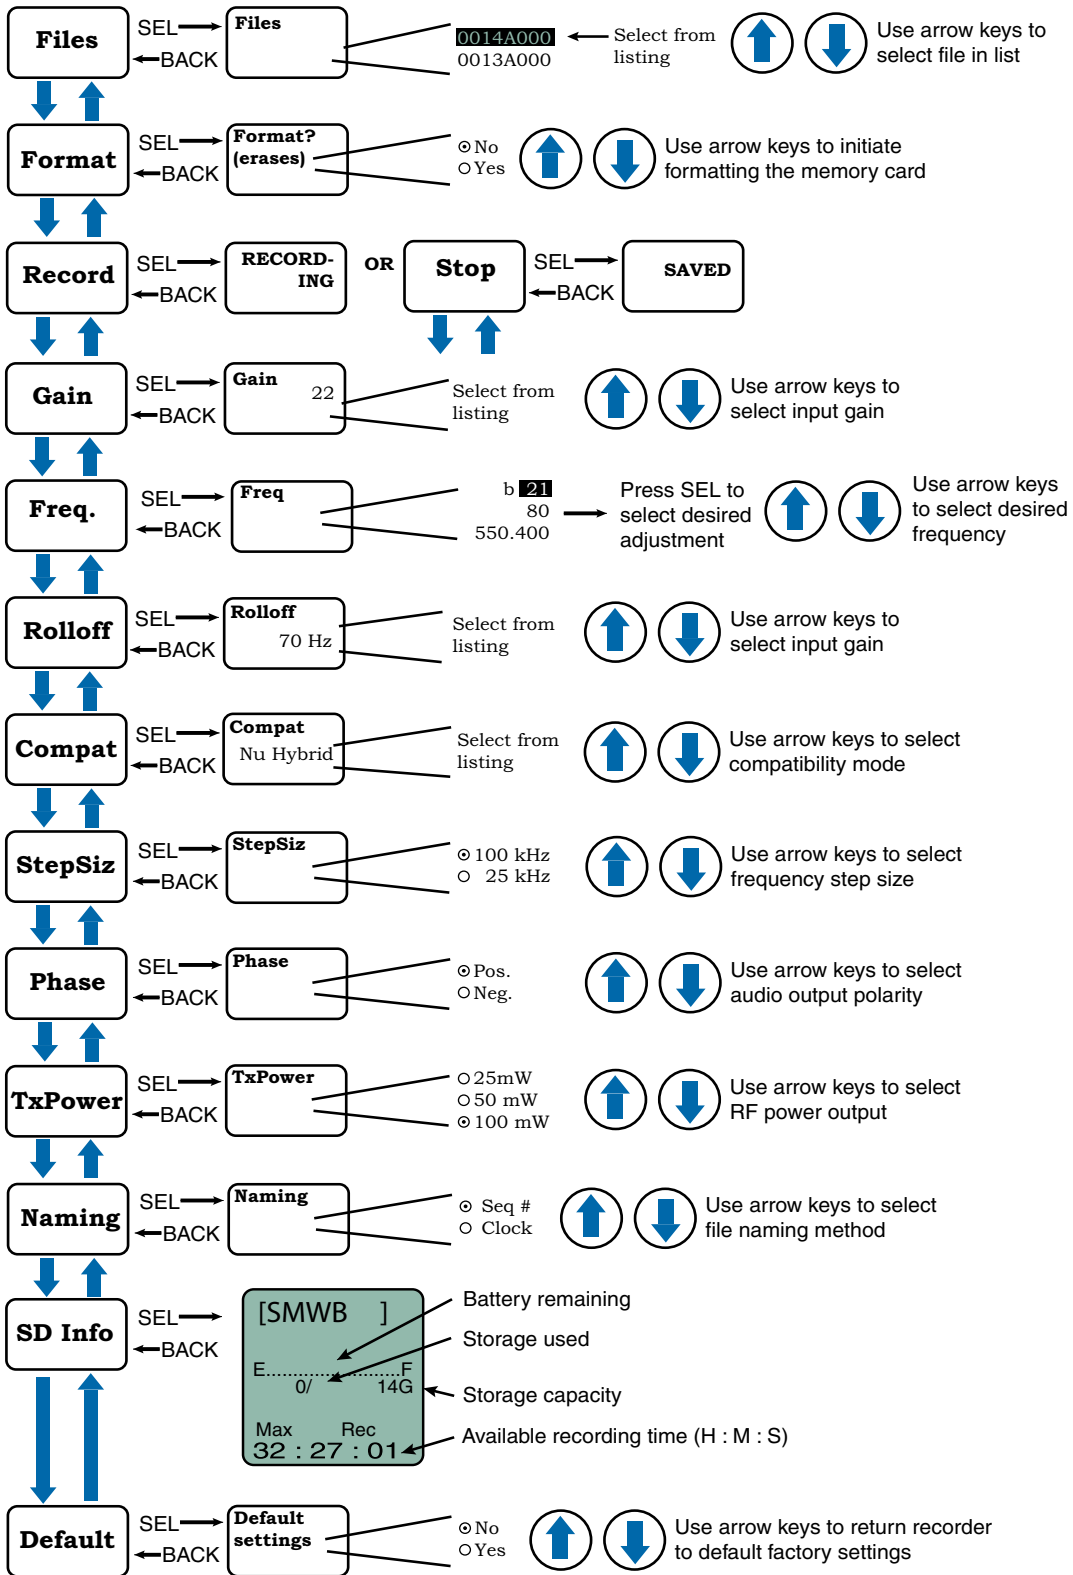 Files
SEL
BACK
Files
0014A000
0013A000
Select from
listing
Use arrow keys to
select file in list
Format
SEL
BACK
Format?
(erases)
No
Yes
Use arrow keys to initiate
formatting the memory card
Record
SEL
BACK
RECORD-
ING
OR
Stop
SEL
BACK
SAVED
Gain
SEL
BACK
Gain
22
Select from
listing
Use arrow keys to
select input gain
Freq.
SEL
BACK
Freq
b 21
80
550.400
Press SEL to
select desired
adjustment
Use arrow keys
to select desired
frequency
Rolloff
SEL
BACK
Rolloff
70 Hz
Select from
listing
Use arrow keys to
select input gain
Compat
SEL
BACK
Compat
Nu Hybrid
Select from
listing
Use arrow keys to select
compatibility mode
StepSiz
SEL
BACK
StepSiz
100 kHz
25 kHz
Use arrow keys to select
frequency step size
Phase
SEL
BACK
Phase
Pos.
Neg.
Use arrow keys to select
audio output polarity
TxPower
SEL
BACK
TxPower
25mW
50 mW
100 mW
Use arrow keys to select
RF power output
Naming
SEL
BACK
Naming
Seq #
Clock
Use arrow keys to select
file naming method
SD Info
SEL
BACK
[SMWB ]
E........................F
0/ 14G
Max Rec
32 : 27 : 01
Battery remaining
Storage used
Storage capacity
Available recording time (H : M : S)
Default
SEL
BACK
Default
settings
No
Yes
Use arrow keys to return recorder
to default factory settings